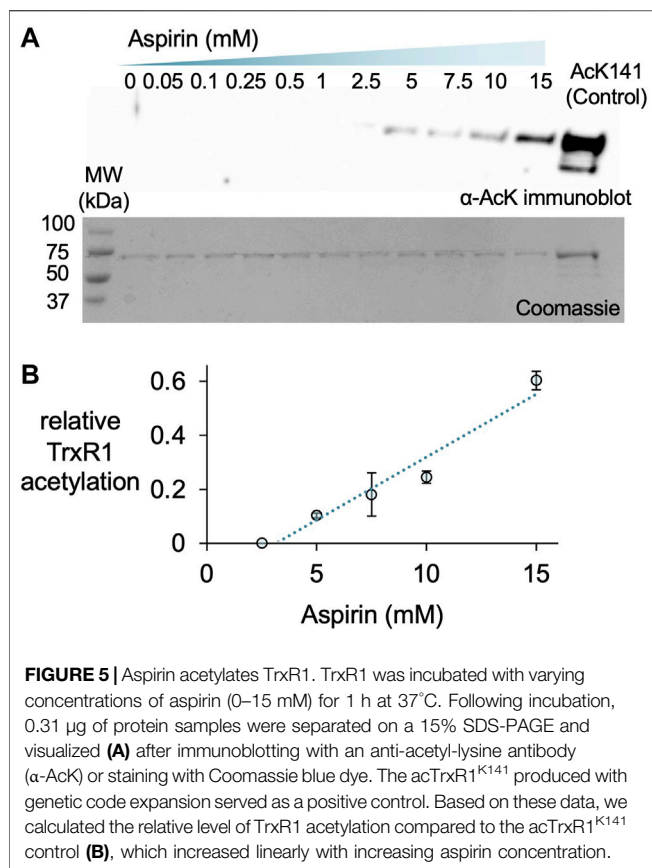 A
Aspirin (mM)
0 0.05 0.1 0.25 0.5 1 2.5 5 7.5 10 15
AcK141
(Control)
MW
(kDa)
α-AcK immunoblot
100
75
50
37
Coomassie
B
relative
TrxR1
acetylation
0.6
0.4
0.2
0
0 5 10 15
Aspirin (mM)
FIGURE 5 | Aspirin acetylates TrxR1. TrxR1 was incubated with varying
concentrations of aspirin (0–15 mM) for 1 h at 37°C. Following incubation,
0.31 µg of protein samples were separated on a 15% SDS-PAGE and
visualized (A) after immunoblotting with an anti-acetyl-lysine antibody
(α-AcK) or staining with Coomassie blue dye. The acTrxR1ᴷ¹⁴¹ produced with
genetic code expansion served as a positive control. Based on these data, we
calculated the relative level of TrxR1 acetylation compared to the acTrxR1ᴷ¹⁴¹
control (B), which increased linearly with increasing aspirin concentration.